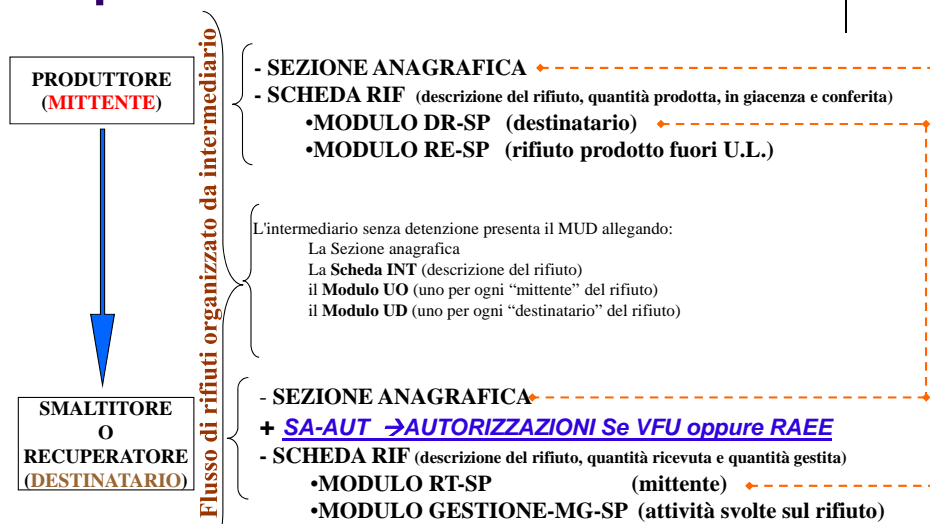 PRODUTTORE
(MITTENTE)
Flusso di rifiuti organizzato da intermediario
- SEZIONE ANAGRAFICA
- SCHEDA RIF (descrizione del rifiuto, quantità prodotta, in giacenza e conferita)
•MODULO DR-SP (destinatario)
•MODULO RE-SP (rifiuto prodotto fuori U.L.)
L'intermediario senza detenzione presenta il MUD allegando:
La Sezione anagrafica
La Scheda INT (descrizione del rifiuto)
il Modulo UO (uno per ogni “mittente” del rifiuto)
il Modulo UD (uno per ogni “destinatario” del rifiuto)
SMALTITORE
O
RECUPERATORE
(DESTINATARIO)
- SEZIONE ANAGRAFICA
+ SA-AUT →AUTORIZZAZIONI Se VFU oppure RAEE
- SCHEDA RIF (descrizione del rifiuto, quantità ricevuta e quantità gestita)
•MODULO RT-SP (mittente)
•MODULO GESTIONE-MG-SP (attività svolte sul rifiuto)